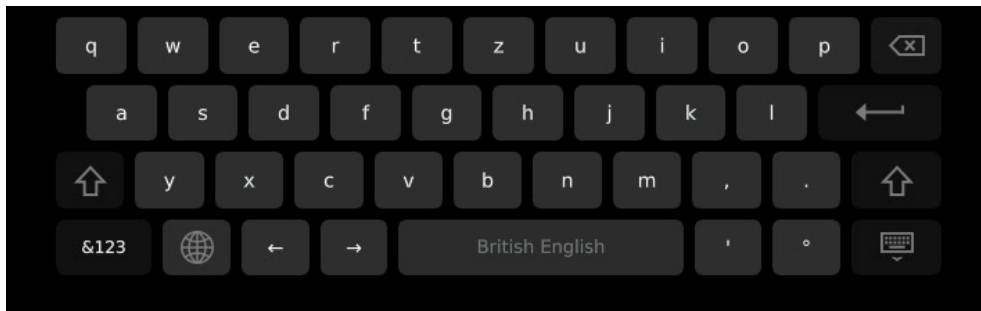 q w e r t z u i o p
a s d f g h j k l
y x c v b n m , .
&123 ← → British English ' °